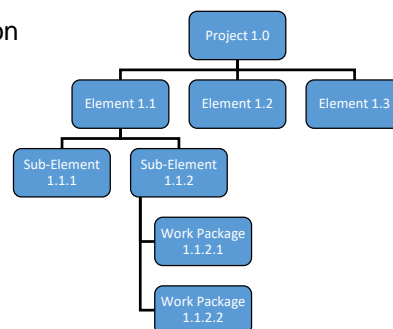 on
Project 1.0
Element 1.1
Element 1.2
Element 1.3
Sub-Element
1.1.1
Sub-Element
1.1.2
Work Package
1.1.2.1
Work Package
1.1.2.2